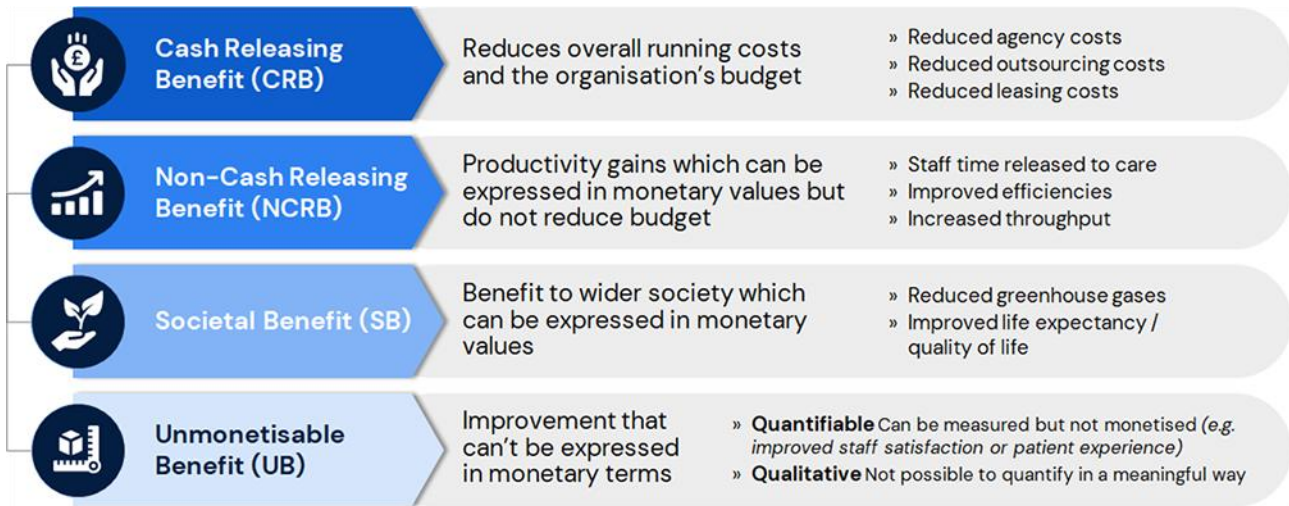 £
Cash Releasing
Benefit (CRB)
Reduces overall running costs
and the organisation's budget
» Reduced agency costs
» Reduced outsourcing costs
» Reduced leasing costs
Non-Cash Releasing
Benefit (NCRB)
Productivity gains which can be
expressed in monetary values but
do not reduce budget
» Staff time released to care
» Improved efficiencies
» Increased throughput
Societal Benefit (SB)
Benefit to wider society which
can be expressed in monetary
values
» Reduced greenhouse gases
» Improved life expectancy /
quality of life
Unmonetisable
Benefit (UB)
Improvement that
can't be expressed
in monetary terms
» Quantifiable Can be measured but not monetised (e.g.
improved staff satisfaction or patient experience)
» Qualitative Not possible to quantify in a meaningful way